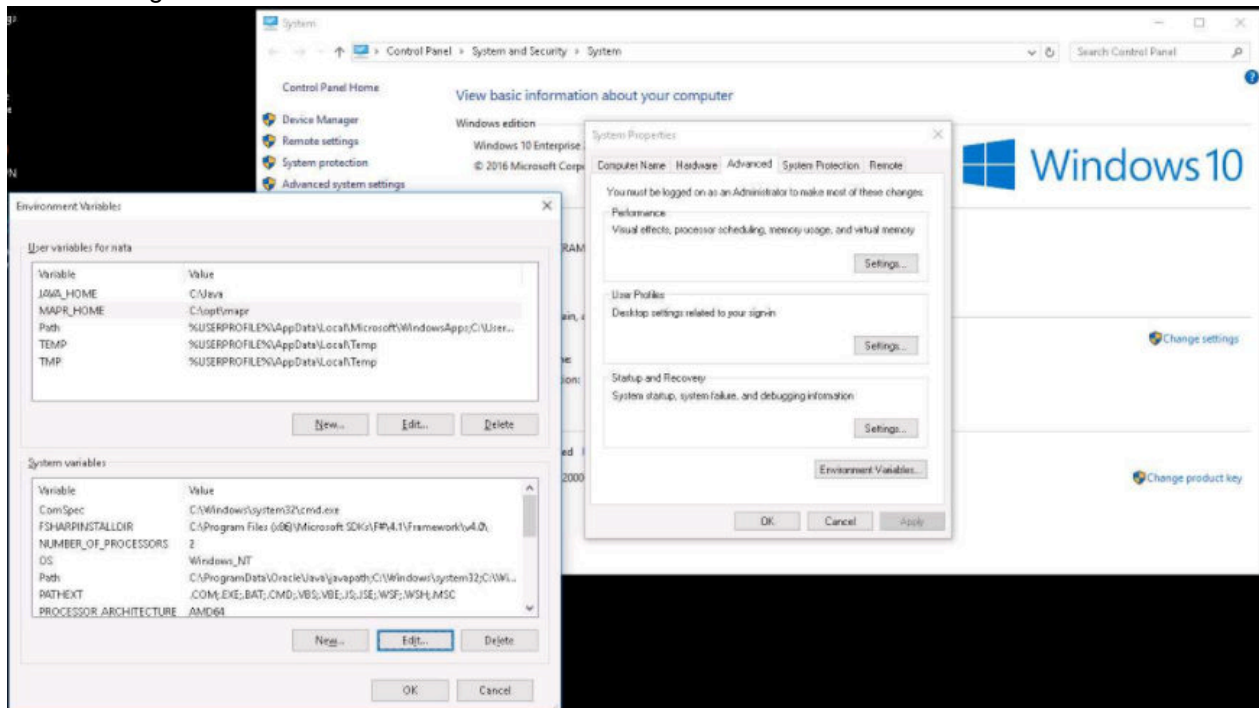 System
Control Panel > System and Security > System
Search Control Panel
Control Panel Home
View basic information about your computer
Device Manager
Windows edition
Remote settings
Windows 10 Enterprise
System protection
© 2016 Microsoft Corp
Advanced system settings
Windows 10
System Properties
Computer Name Hardware Advanced System Protection Remote
You must be logged on as an Administrator to make most of these changes.
Performance
Visual effects, processor scheduling, memory usage, and virtual memory
Settings...
User Profiles
Desktop settings related to your sign-in
Settings...
Startup and Recovery
System startup, system failure, and debugging information
Settings...
Environment Variables...
OK Cancel Apply
RAM
Change settings
2000
Change product key
Environment Variables
User variables for nata
Variable Value
JAVA_HOME C:\Java
MAPR_HOME C:\opt\mapr
Path %USERPROFILE%\AppData\Local\Microsoft\WindowsApps;C:\User...
TEMP %USERPROFILE%\AppData\Local\Temp
TMP %USERPROFILE%\AppData\Local\Temp
New... Edit... Delete
System variables
Variable Value
ComSpec C:\Windows\system32\cmd.exe
FSHARPINSTALLDIR C:\Program Files (x86)\Microsoft SDKs\F#\4.1\Framework\v4.0\
NUMBER_OF_PROCESSORS 2
OS Windows_NT
Path C:\ProgramData\Oracle\Java\javapath;C:\Windows\system32;C:\Wi...
PATHEXT .COM;.EXE;.BAT;.CMD;.VBS;.VBE;.JS;.JSE;.WSF;.WSH;.MSC
PROCESSOR_ARCHITECTURE AMD64
New... Edit... Delete
OK Cancel